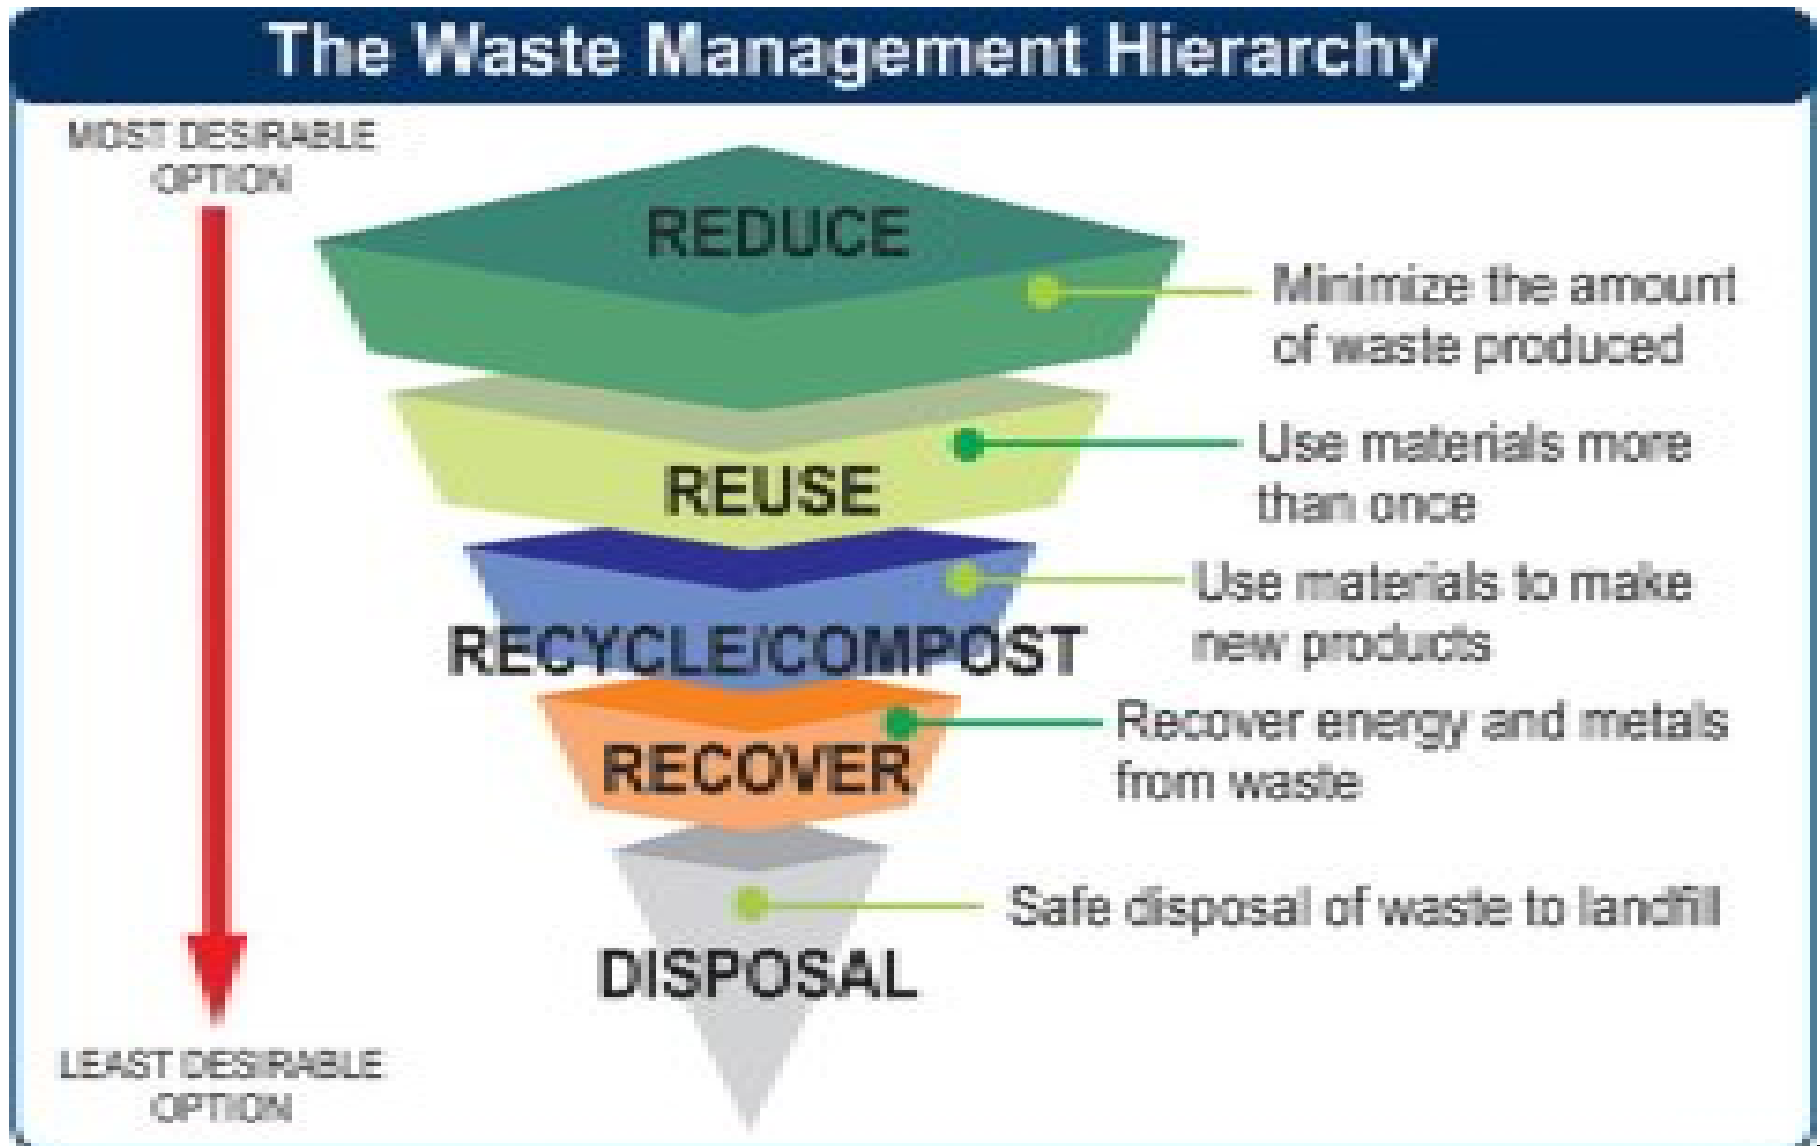 The Waste Management Hierarchy
MOST DESIRABLE
OPTION
REDUCE
Minimize the amount
of waste produced
REUSE
Use materials more
than once
RECYCLE/COMPOST
Use materials to make
new products
RECOVER
Recover energy and metals
from waste
DISPOSAL
Safe disposal of waste to landfill
LEAST DESIRABLE
OPTION